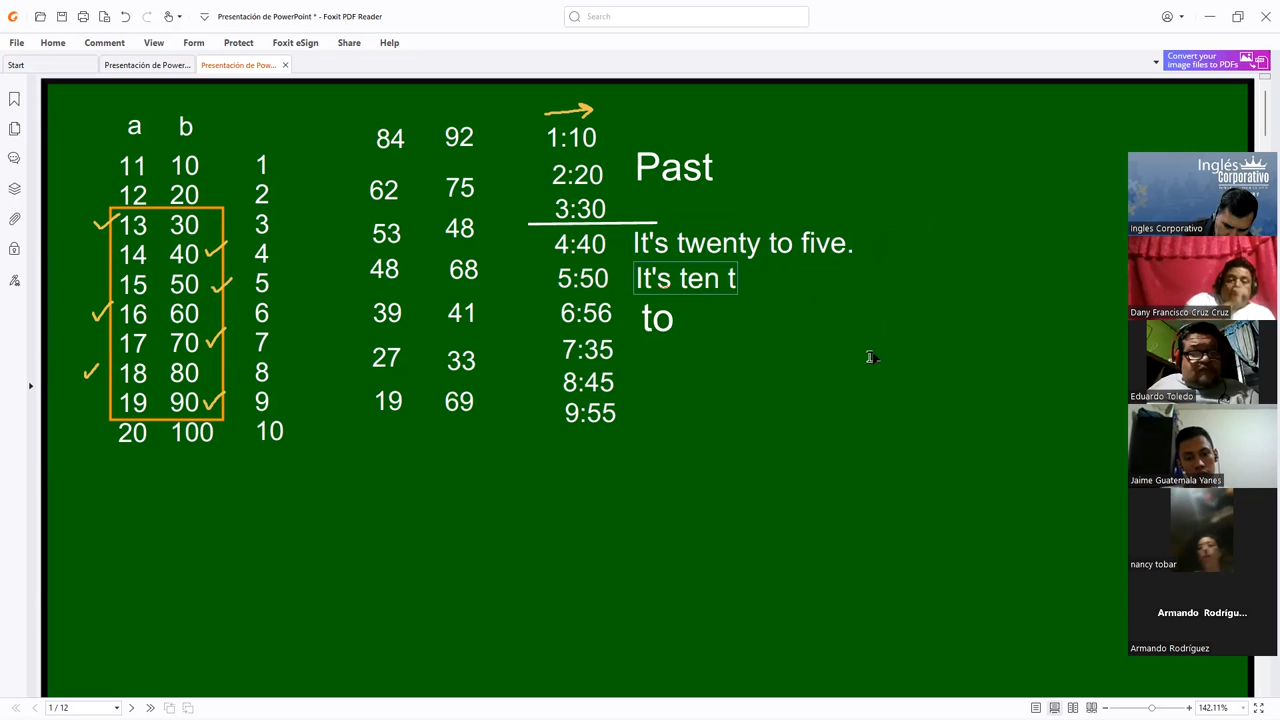 Presentación de PowerPoint * - Foxit PDF Reader
Search
File Home Comment View Form Protect Foxit eSign Share Help
Start Presentación de Power... Presentación de Pow...
Convert your image files to PDFs
a b
11 10 1
12 20 2
13 30 3
14 40 4
15 50 5
16 60 6
17 70 7
18 80 8
19 90 9
20 100 10
84 92
62 75
53 48
48 68
39 41
27 33
19 69
1:10
2:20
3:30
4:40
5:50
6:56
7:35
8:45
9:55
Past
It's twenty to five.
It's ten t
to
Inglés
Corporativo
Ingles Corporativo
Dany Francisco Cruz Cruz
Eduardo Toledo
Jaime Guatemala Yanes
nancy tobar
Armando Rodrígu...
Armando Rodríguez
1 / 12
142.11%